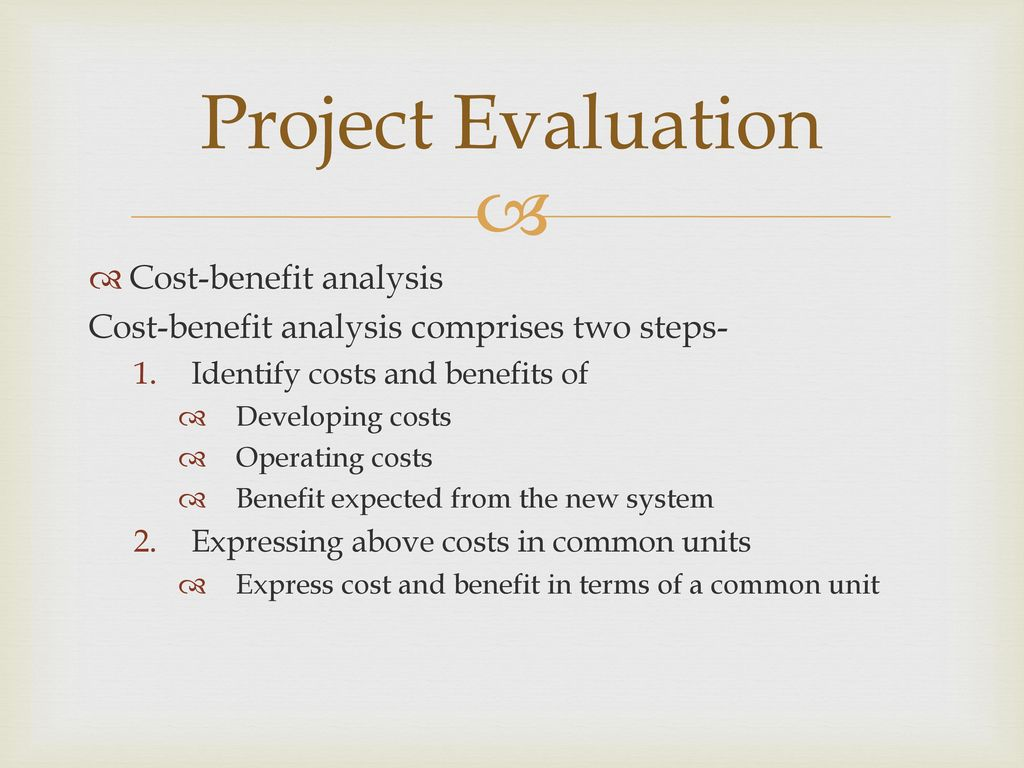 Project Evaluation
Cost-benefit analysis
Cost-benefit analysis comprises two steps-
1. Identify costs and benefits of
Developing costs
Operating costs
Benefit expected from the new system
2. Expressing above costs in common units
Express cost and benefit in terms of a common unit